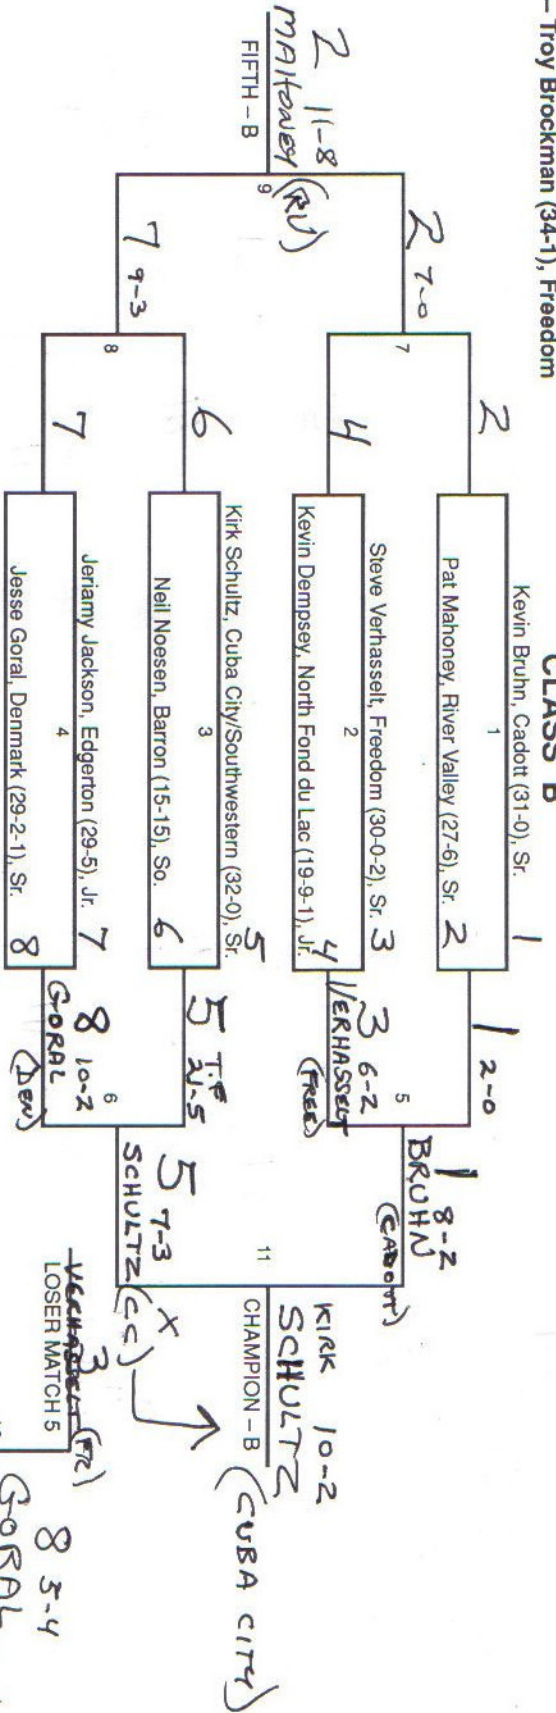 – Troy Brockman (34-1), Freedom
CLASS B
Kevin Bruhn, Cadott (31-0), Sr. 1
1
Pat Mahoney, River Valley (27-6), Sr. 2
Steve Verhasselt, Freedom (30-0-2), Sr. 3
2
Kevin Dempsey, North Fond du Lac (19-9-1), Jr. 4
Kirk Schultz, Cuba City/Southwestern (32-0), Sr. 5
3
Neil Noesen, Barron (15-15), So. 6
Jeriamy Jackson, Edgerton (29-5), Jr. 7
4
Jesse Goral, Denmark (29-2-1), Sr. 8
2
4
6
7
2 7-0
7
7 9-3
8
2 11-8
MAHONEY (RV)
9
FIFTH – B
1 2-0
3 6-2
VERHASSELT
(FREE)
5 T.F
21-5
8 10-2
GORAL
(DEN)
5
1 8-2
BRUHN
(CADOTT)
6
5 7-3
SCHULTZ (CC)
X
11
KIRK 10-2
SCHULTZ
(CUBA CITY)
CHAMPION – B
3
VERHASSELT (FR)
LOSER MATCH 5
8 5-4
GORAL